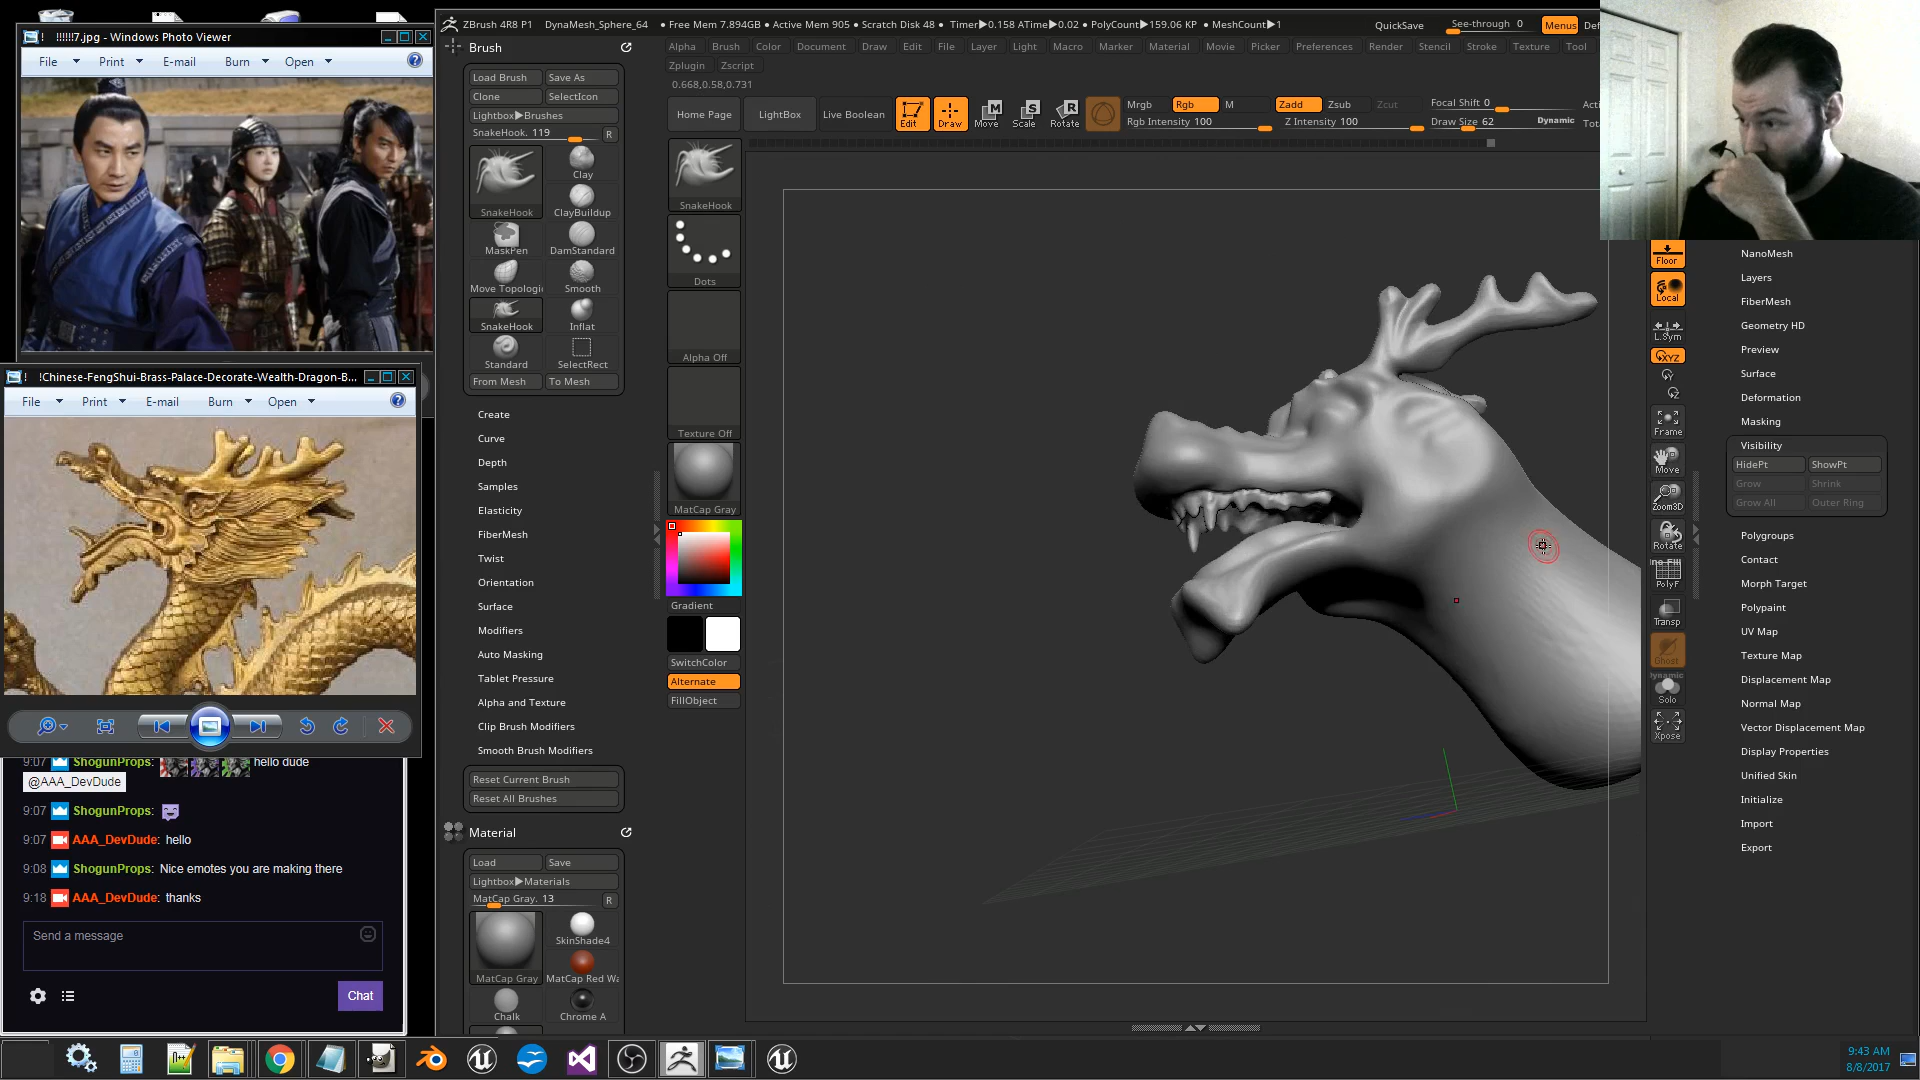 !!!!!!7.jpg - Windows Photo Viewer
File Print E-mail Burn Open
! !Chinese-FengShui-Brass-Palace-Decorate-Wealth-Dragon-B...
File Print E-mail Burn Open
9:07 ShogunProps: hello dude
@AAA_DevDude
9:07 ShogunProps:
9:07 AAA_DevDude: hello
9:08 ShogunProps: Nice emotes you are making there
9:18 AAA_DevDude: thanks
Send a message
Chat
ZBrush 4R8 P1 DynaMesh_Sphere_64 • Free Mem 7.894GB • Active Mem 905 • Scratch Disk 48 • Timer▶0.158 ATime▶0.02 • PolyCount▶159.06 KP • MeshCount▶1
QuickSave See-through 0 Menus
Brush
Alpha Brush Color Document Draw Edit File Layer Light Macro Marker Material Movie Picker Preferences Render Stencil Stroke Texture Tool
Zplugin Zscript
0.668,0.58,0.731
Load Brush Save As
Clone SelectIcon
Lightbox▶Brushes
SnakeHook. 119 R
SnakeHook
Clay
ClayBuildup
MaskPen DamStandard
Move Topologi Smooth
SnakeHook Inflat
Standard SelectRect
From Mesh To Mesh
Create
Curve
Depth
Samples
Elasticity
FiberMesh
Twist
Orientation
Surface
Modifiers
Auto Masking
Tablet Pressure
Alpha and Texture
Clip Brush Modifiers
Smooth Brush Modifiers
Reset Current Brush
Reset All Brushes
Material
Load Save
Lightbox▶Materials
MatCap Gray. 13 R
MatCap Gray
SkinShade4
MatCap Red Wa
Chalk Chrome A
Home Page LightBox Live Boolean Edit Draw Move Scale Rotate
Mrgb Rgb M
Rgb Intensity 100
Zadd Zsub Zcut
Z Intensity 100
Focal Shift 0
Draw Size 62 Dynamic
SnakeHook
Dots
Alpha Off
Texture Off
MatCap Gray
Gradient
SwitchColor
Alternate
FillObject
Floor
Local
L.Sym
XYZ
Frame
Move
Zoom3D
Rotate
PolyF
Transp
Ghost
Dynamic
Solo
Xpose
NanoMesh
Layers
FiberMesh
Geometry HD
Preview
Surface
Deformation
Masking
Visibility
HidePt ShowPt
Grow Shrink
Grow All Outer Ring
Polygroups
Contact
Morph Target
Polypaint
UV Map
Texture Map
Displacement Map
Normal Map
Vector Displacement Map
Display Properties
Unified Skin
Initialize
Import
Export
9:43 AM
8/8/2017